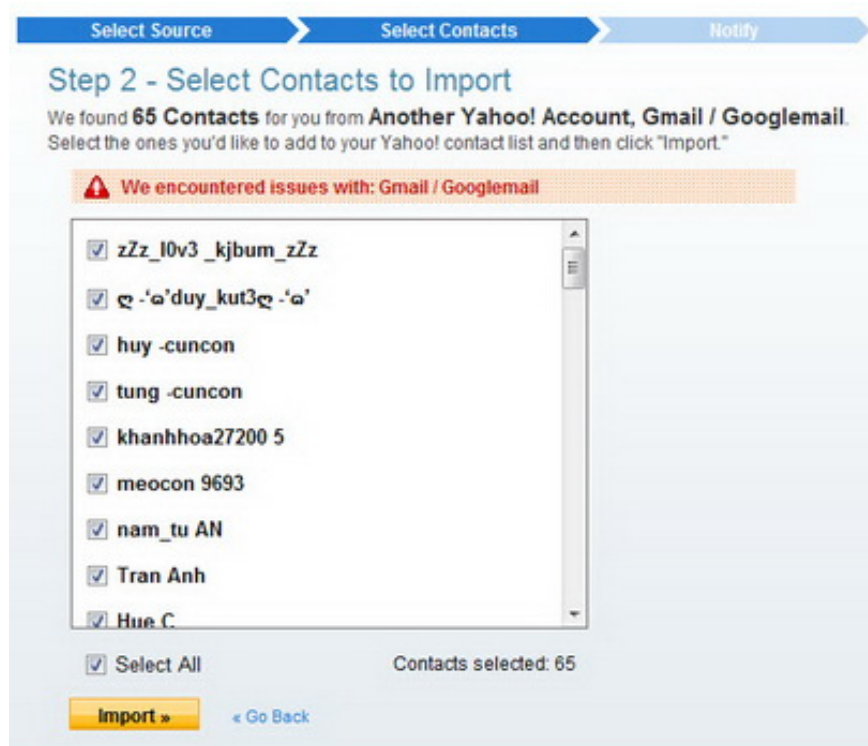 Select Source Select Contacts Notify
Step 2 - Select Contacts to Import
We found 65 Contacts for you from Another Yahoo! Account, Gmail / Googlemail.
Select the ones you'd like to add to your Yahoo! contact list and then click "Import."
We encountered issues with: Gmail / Googlemail
zZz_l0v3 _kjbum_zZz
ღ -‘๑’duy_kut3ღ -‘๑’
huy -cuncon
tung -cuncon
khanhhoa27200 5
meocon 9693
nam_tu AN
Tran Anh
Hue C
Select All Contacts selected: 65
Import » « Go Back